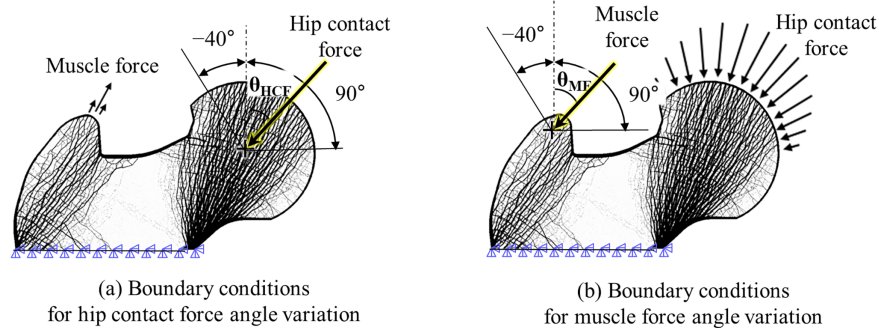 Hip contact
force
−40°
Muscle force
θHCF
90°
(a) Boundary conditions
for hip contact force angle variation
Muscle
force
Hip contact
force
−40°
θMF
90°
(b) Boundary conditions
for muscle force angle variation